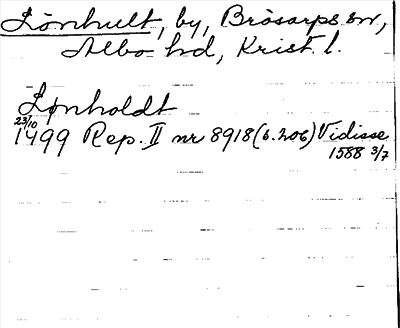 Lönhult, by, Brösarps sn,
Albo hd, Krist. l.
Lønholdt
23/10
1499 Rep. II nr 8918 (b. 206) Vidisse
1588 3/7